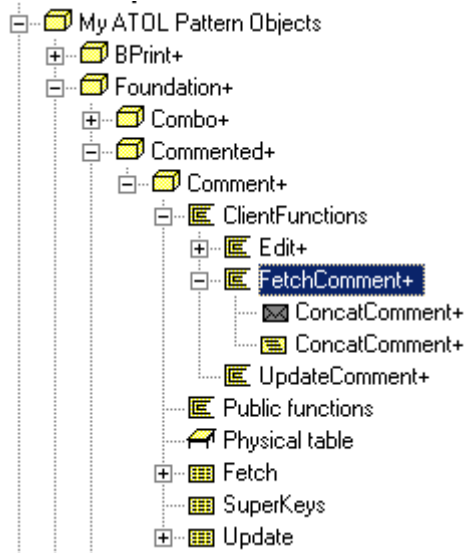 My ATOL Pattern Objects
BPrint+
Foundation+
Combo+
Commented+
Comment+
ClientFunctions
Edit+
FetchComment+
ConcatComment+
ConcatComment+
UpdateComment+
Public functions
Physical table
Fetch
SuperKeys
Update